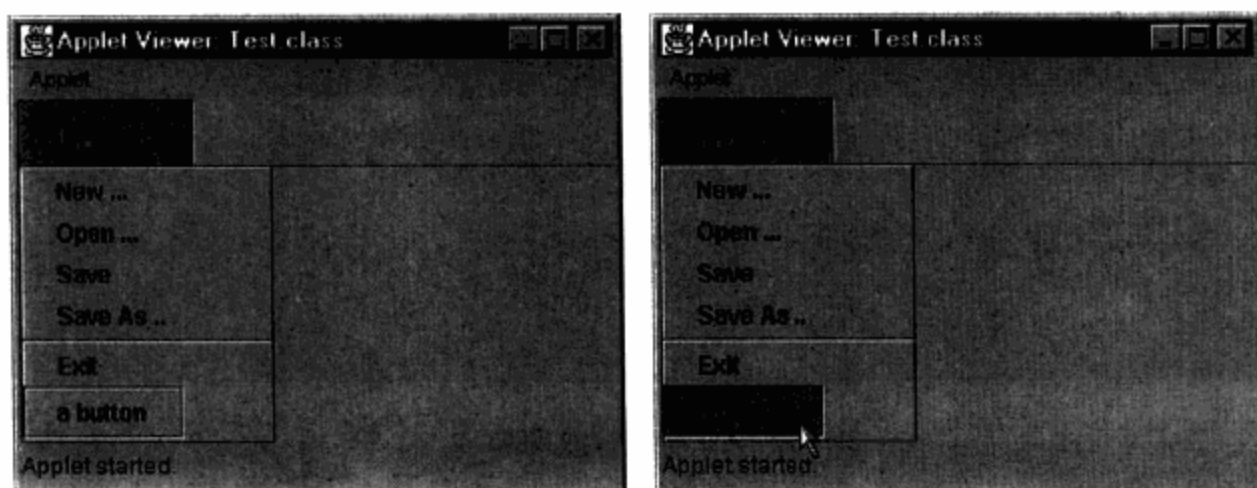 Applet Viewer: Test.class
Applet
New ...
Open ...
Save
Save As ..
Exit
a button
Applet started.
Applet Viewer: Test.class
Applet
New ...
Open ...
Save
Save As ..
Exit
Applet started.